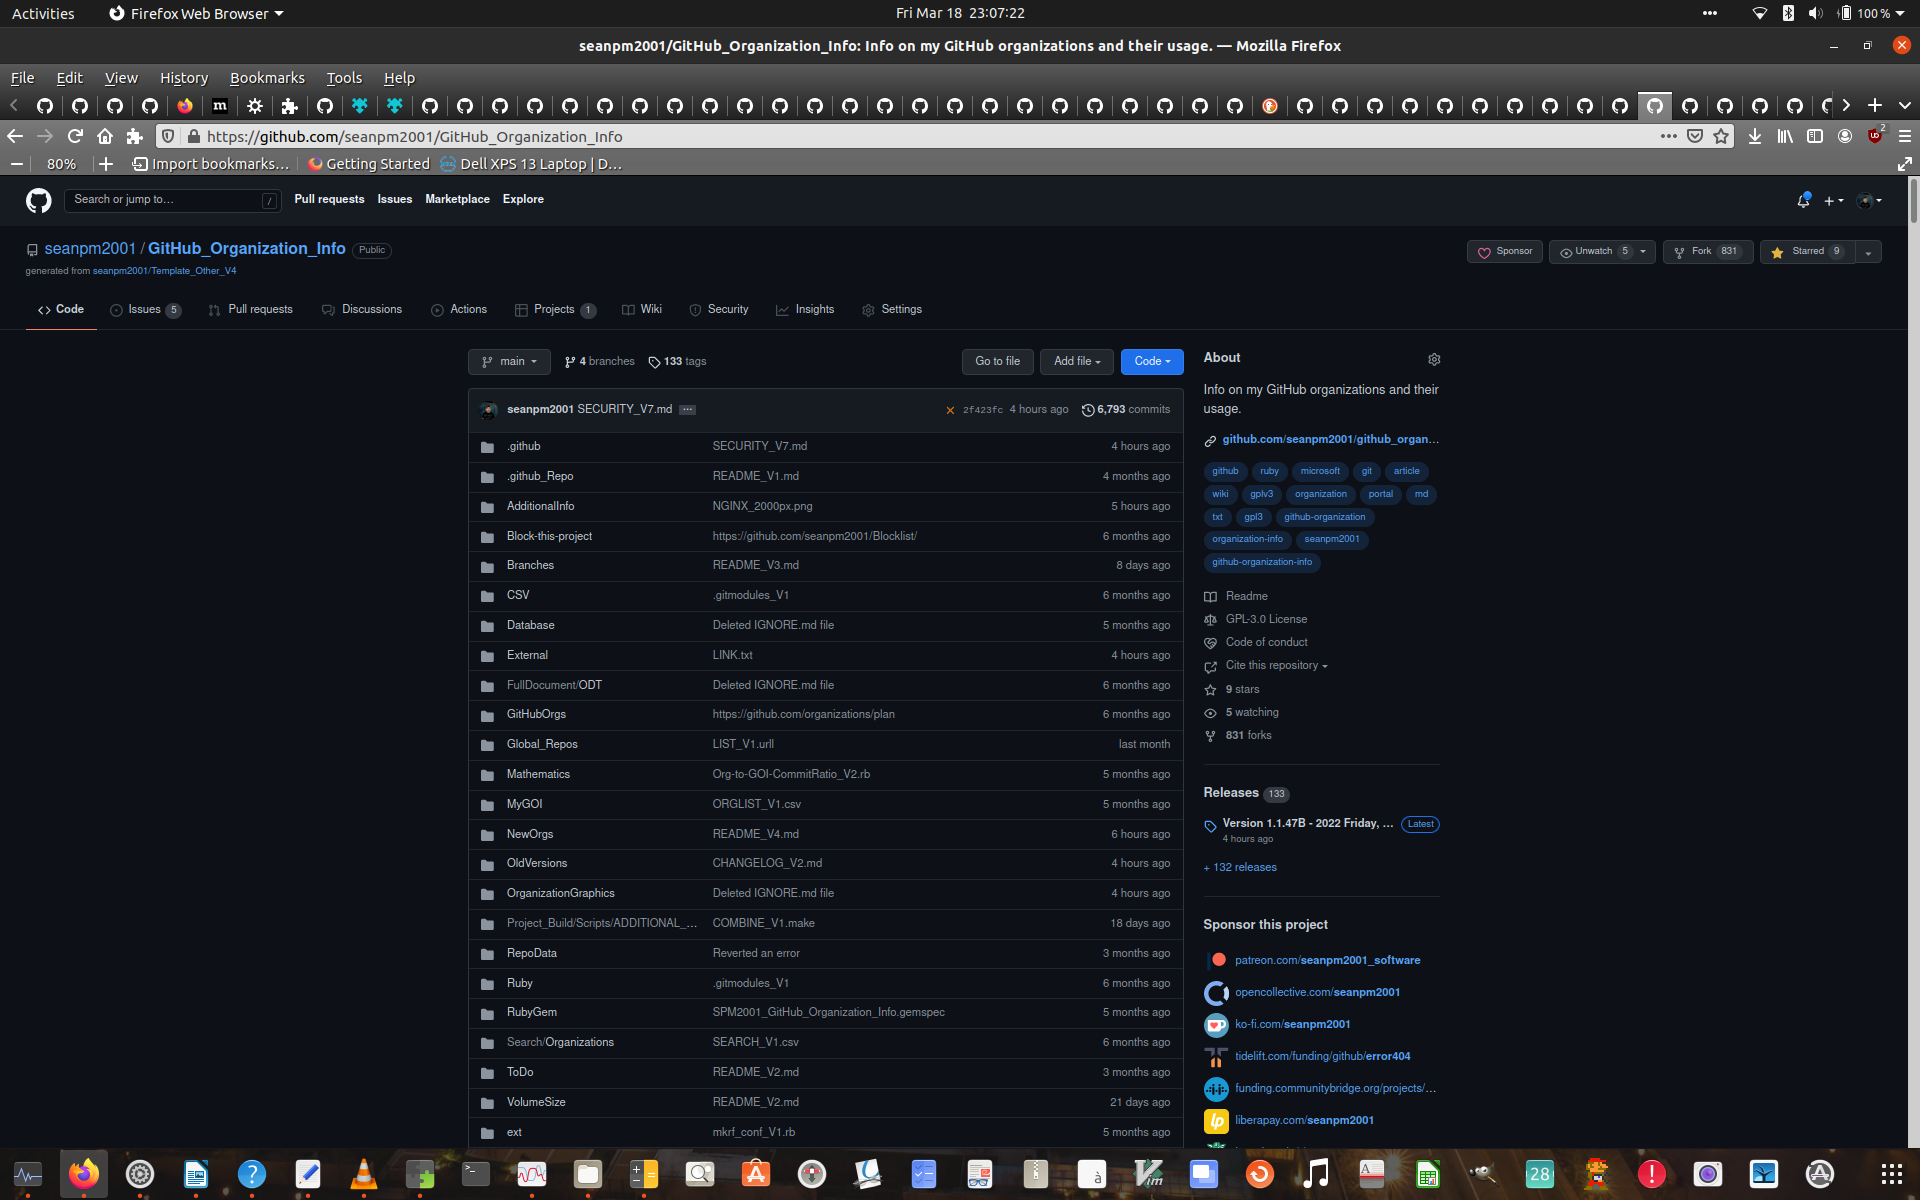 Activities Firefox Web Browser Fri Mar 18 23:07:22 100 %
seanpm2001/GitHub_Organization_Info: Info on my GitHub organizations and their usage. — Mozilla Firefox
File Edit View History Bookmarks Tools Help
https://github.com/seanpm2001/GitHub_Organization_Info 2
80% Import bookmarks... Getting Started Dell XPS 13 Laptop | D...
Search or jump to... / Pull requests Issues Marketplace Explore
seanpm2001 / GitHub_Organization_Info Public Sponsor Unwatch 5 Fork 831 Starred 9
generated from seanpm2001/Template_Other_V4
Code Issues 5 Pull requests Discussions Actions Projects 1 Wiki Security Insights Settings
main 4 branches 133 tags Go to file Add file Code
seanpm2001 SECURITY_V7.md ... 2f423fc 4 hours ago 6,793 commits
.github SECURITY_V7.md 4 hours ago
.github_Repo README_V1.md 4 months ago
AdditionalInfo NGINX_2000px.png 5 hours ago
Block-this-project https://github.com/seanpm2001/Blocklist/ 6 months ago
Branches README_V3.md 8 days ago
CSV .gitmodules_V1 6 months ago
Database Deleted IGNORE.md file 5 months ago
External LINK.txt 4 hours ago
FullDocument/ODT Deleted IGNORE.md file 6 months ago
GitHubOrgs https://github.com/organizations/plan 6 months ago
Global_Repos LIST_V1.urll last month
Mathematics Org-to-GOI-CommitRatio_V2.rb 5 months ago
MyGOI ORGLIST_V1.csv 5 months ago
NewOrgs README_V4.md 6 hours ago
OldVersions CHANGELOG_V2.md 4 hours ago
OrganizationGraphics Deleted IGNORE.md file 4 hours ago
Project_Build/Scripts/ADDITIONAL_... COMBINE_V1.make 18 days ago
RepoData Reverted an error 3 months ago
Ruby .gitmodules_V1 6 months ago
RubyGem SPM2001_GitHub_Organization_Info.gemspec 5 months ago
Search/Organizations SEARCH_V1.csv 6 months ago
ToDo README_V2.md 3 months ago
VolumeSize README_V2.md 21 days ago
ext mkrf_conf_V1.rb 5 months ago
About
Info on my GitHub organizations and their
usage.
github.com/seanpm2001/github_organ...
github ruby microsoft git article
wiki gplv3 organization portal md
txt gpl3 github-organization
organization-info seanpm2001
github-organization-info
Readme
GPL-3.0 License
Code of conduct
Cite this repository
9 stars
5 watching
831 forks
Releases 133
Version 1.1.47B - 2022 Friday, ... Latest
4 hours ago
+ 132 releases
Sponsor this project
patreon.com/seanpm2001_software
opencollective.com/seanpm2001
ko-fi.com/seanpm2001
tidelift.com/funding/github/error404
funding.communitybridge.org/projects/...
liberapay.com/seanpm2001
28